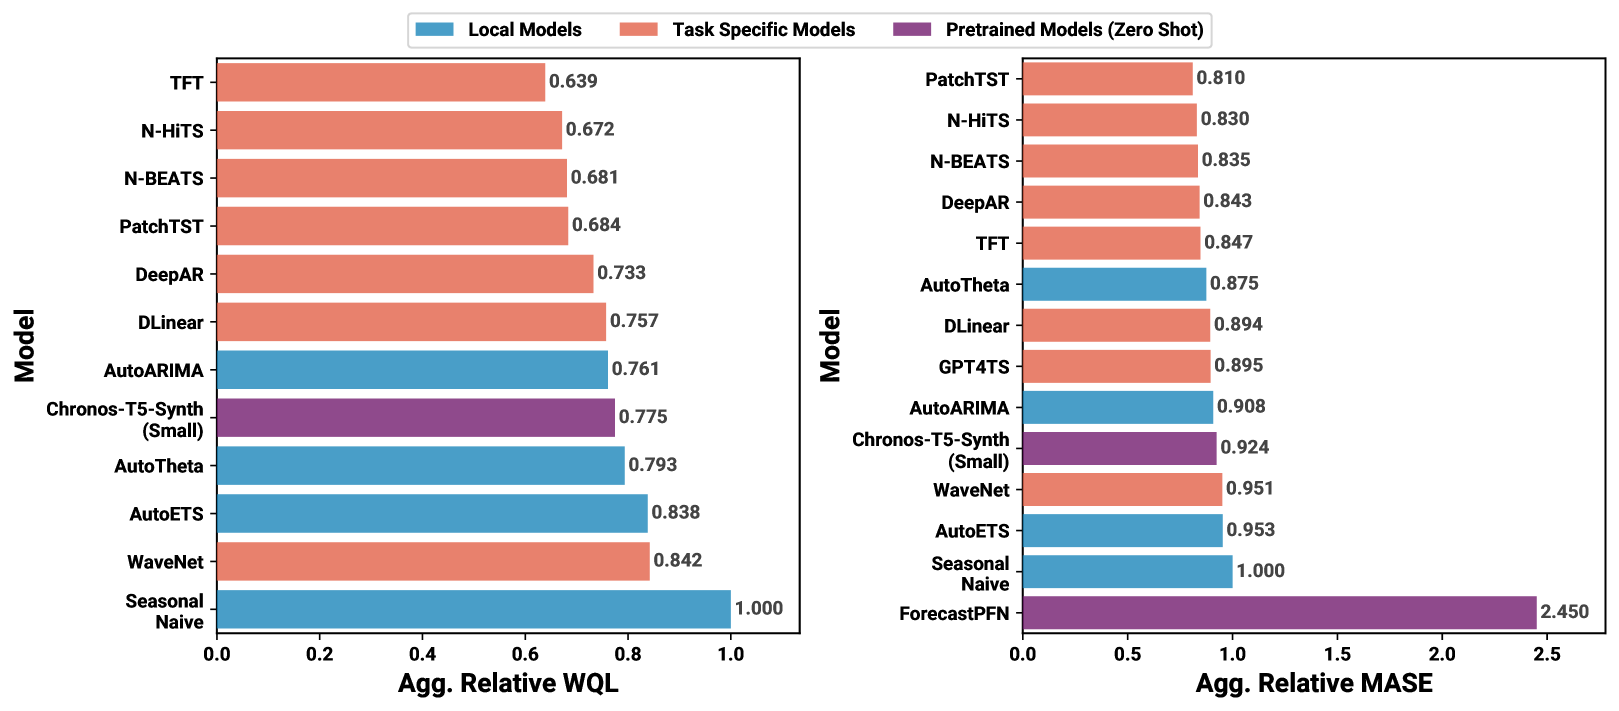 Local Models
Task Specific Models
Pretrained Models (Zero Shot)
Model
TFT
0.639
N-HiTS
0.672
N-BEATS
0.681
PatchTST
0.684
DeepAR
0.733
DLinear
0.757
AutoARIMA
0.761
Chronos-T5-Synth
(Small)
0.775
AutoTheta
0.793
AutoETS
0.838
WaveNet
0.842
Seasonal
Naive
1.000
0.0 0.2 0.4 0.6 0.8 1.0
Agg. Relative WQL
Model
PatchTST
0.810
N-HiTS
0.830
N-BEATS
0.835
DeepAR
0.843
TFT
0.847
AutoTheta
0.875
DLinear
0.894
GPT4TS
0.895
AutoARIMA
0.908
Chronos-T5-Synth
(Small)
0.924
WaveNet
0.951
AutoETS
0.953
Seasonal
Naive
1.000
ForecastPFN
2.450
0.0 0.5 1.0 1.5 2.0 2.5
Agg. Relative MASE